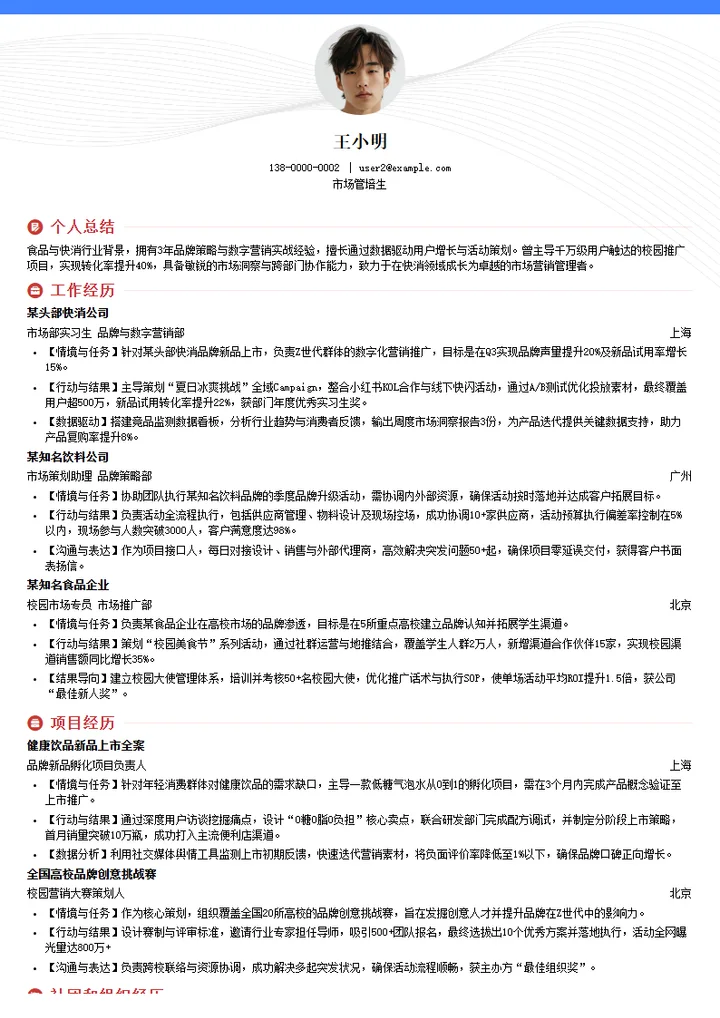 王小明
138-0000-0002 | user2@example.com
市场管培生
个人总结
食品与快消行业背景，拥有3年品牌策略与数字营销实战经验，擅长通过数据驱动用户增长与活动策划。曾主导千万级用户触达的校园推广
项目，实现转化率提升40%，具备敏锐的市场洞察与跨部门协作能力，致力于在快消领域成长为卓越的市场营销管理者。
工作经历
某头部快消公司
市场部实习生 品牌与数字营销部 上海
• 【情境与任务】针对某头部快消品牌新品上市，负责Z世代群体的数字化营销推广，目标是在Q3实现品牌声量提升20%及新品试用率增长
15%。
• 【行动与结果】主导策划“夏日冰爽挑战”全域Campaign，整合小红书KOL合作与线下快闪活动，通过A/B测试优化投放素材，最终覆盖
用户超500万，新品试用转化率提升22%，获部门年度优秀实习生奖。
• 【数据驱动】搭建竞品监测数据看板，分析行业趋势与消费者反馈，输出周度市场洞察报告3份，为产品迭代提供关键数据支持，助力
产品复购率提升8%。
某知名饮料公司
市场策划助理 品牌策略部 广州
• 【情境与任务】协助团队执行某知名饮料品牌的季度品牌升级活动，需协调内外部资源，确保活动按时落地并达成客户拓展目标。
• 【行动与结果】负责活动全流程执行，包括供应商管理、物料设计及现场控场，成功协调10+家供应商，活动预算执行偏差率控制在5%
以内，现场参与人数突破3000人，客户满意度达98%。
• 【沟通与表达】作为项目接口人，每日对接设计、销售与外部代理商，高效解决突发问题50+起，确保项目零延误交付，获得客户书面
表扬信。
某知名食品企业
校园市场专员 市场推广部 北京
• 【情境与任务】负责某食品企业在高校市场的品牌渗透，目标是在5所重点高校建立品牌认知并拓展学生渠道。
• 【行动与结果】策划“校园美食节”系列活动，通过社群运营与地推结合，覆盖学生人群2万人，新增渠道合作伙伴15家，实现校园渠
道销售额同比增长35%。
• 【结果导向】建立校园大使管理体系，培训并考核50+名校园大使，优化推广话术与执行SOP，使单场活动平均ROI提升1.5倍，获公司
“最佳新人奖”。
项目经历
健康饮品新品上市全案
品牌新品孵化项目负责人 上海
• 【情境与任务】针对年轻消费群体对健康饮品的需求缺口，主导一款低糖气泡水从0到1的孵化项目，需在3个月内完成产品概念验证至
上市推广。
• 【行动与结果】通过深度用户访谈挖掘痛点，设计“0糖0脂0负担”核心卖点，联合研发部门完成配方调试，并制定分阶段上市策略，
首月销量突破10万瓶，成功打入主流便利店渠道。
• 【数据分析】利用社交媒体舆情工具监测上市初期反馈，快速迭代营销素材，将负面评价率降低至1%以下，确保品牌口碑正向增长。
全国高校品牌创意挑战赛
校园营销大赛策划人 北京
• 【情境与任务】作为核心策划，组织覆盖全国20所高校的品牌创意挑战赛，旨在发掘创意人才并提升品牌在Z世代中的影响力。
• 【行动与结果】设计赛制与评审标准，邀请行业专家担任导师，吸引500+团队报名，最终选拔出10个优秀方案并落地执行，活动全网曝
光量达800万+
• 【沟通与表达】负责跨校联络与资源协调，成功解决多起突发状况，确保活动流程顺畅，获主办方“最佳组织奖”。
社团和组织经历